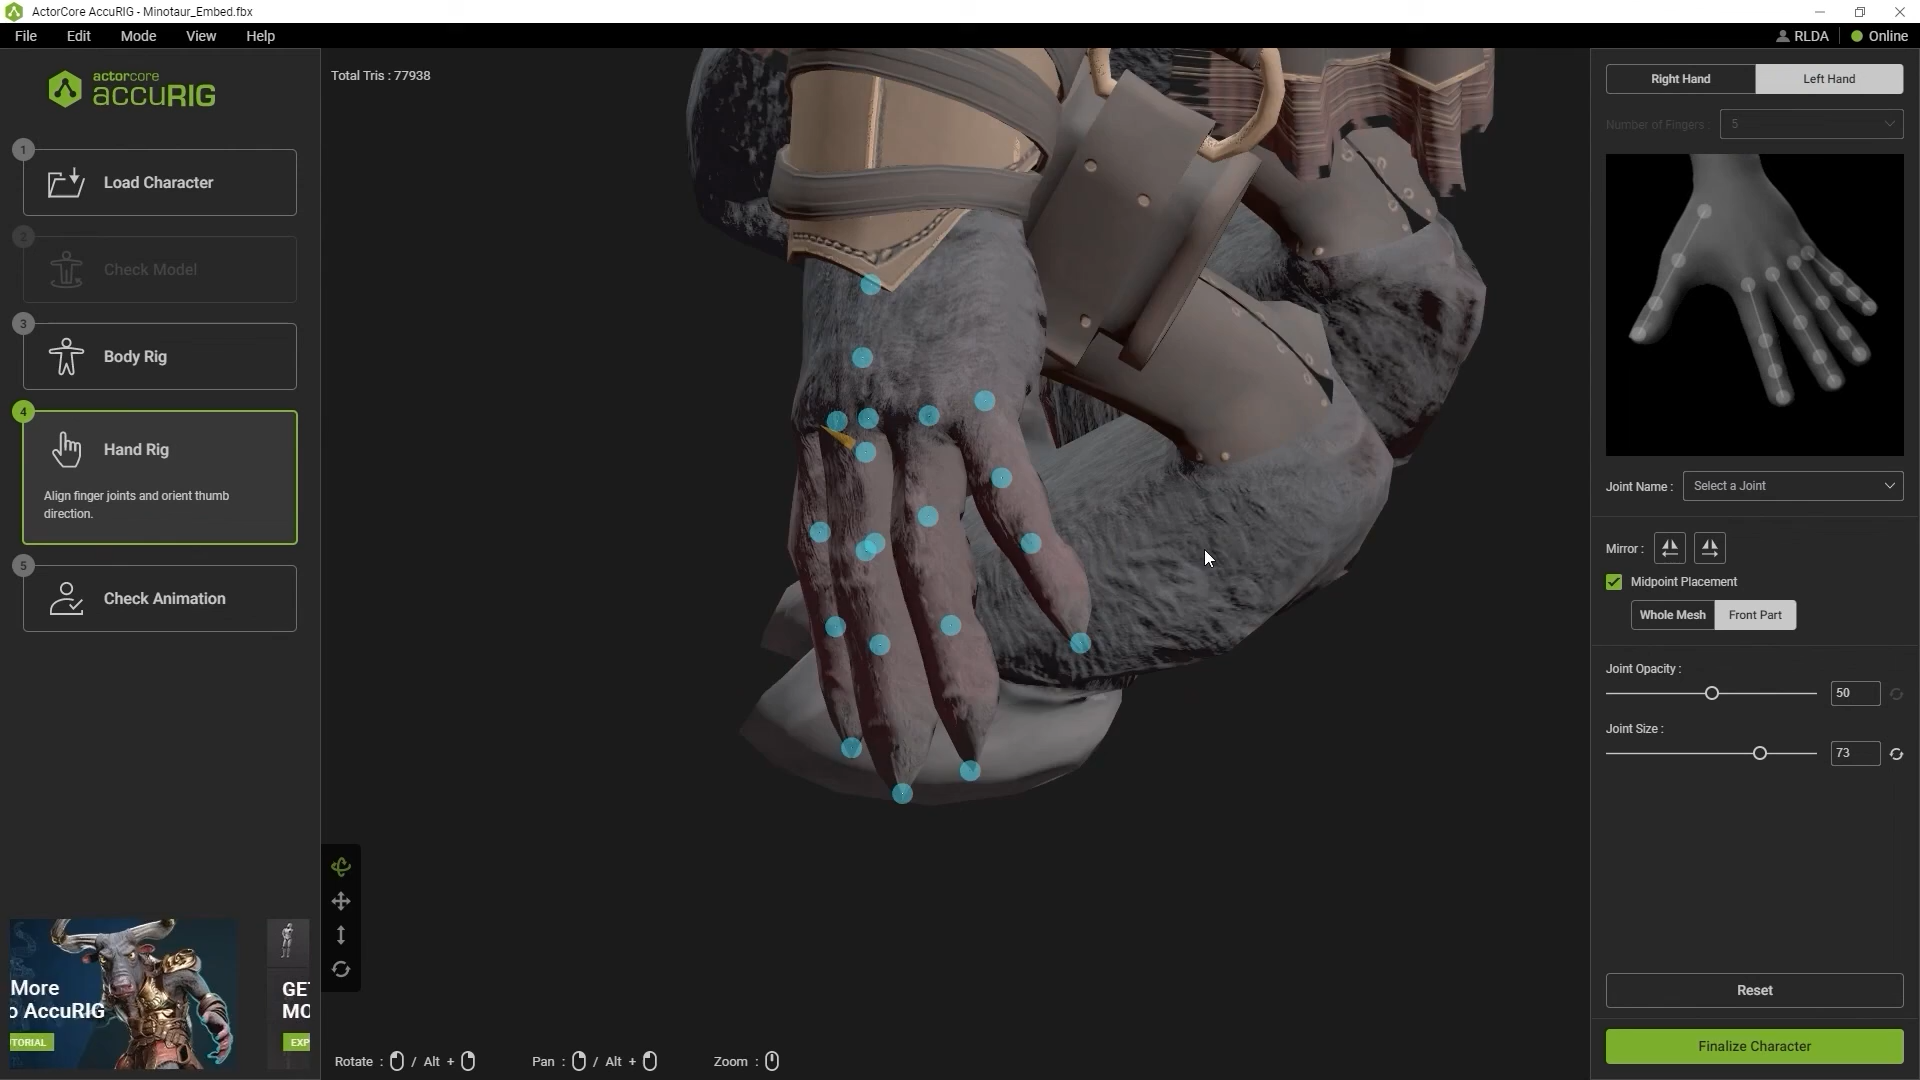 ActorCore AccuRIG - Minotaur_Embed.fbx
File Edit Mode View Help
RLDA Online
actorcore
accuRIG
1
Load Character
2
Check Model
3
Body Rig
4
Hand Rig
Align finger joints and orient thumb
direction.
5
Check Animation
More
o AccuRIG
TORIAL
GET
MO
EXP
Total Tris : 77938
Rotate : / Alt + Pan : / Alt + Zoom :
Right Hand Left Hand
Number of Fingers : 5
Joint Name : Select a Joint
Mirror :
Midpoint Placement
Whole Mesh Front Part
Joint Opacity :
50
Joint Size :
73
Reset
Finalize Character